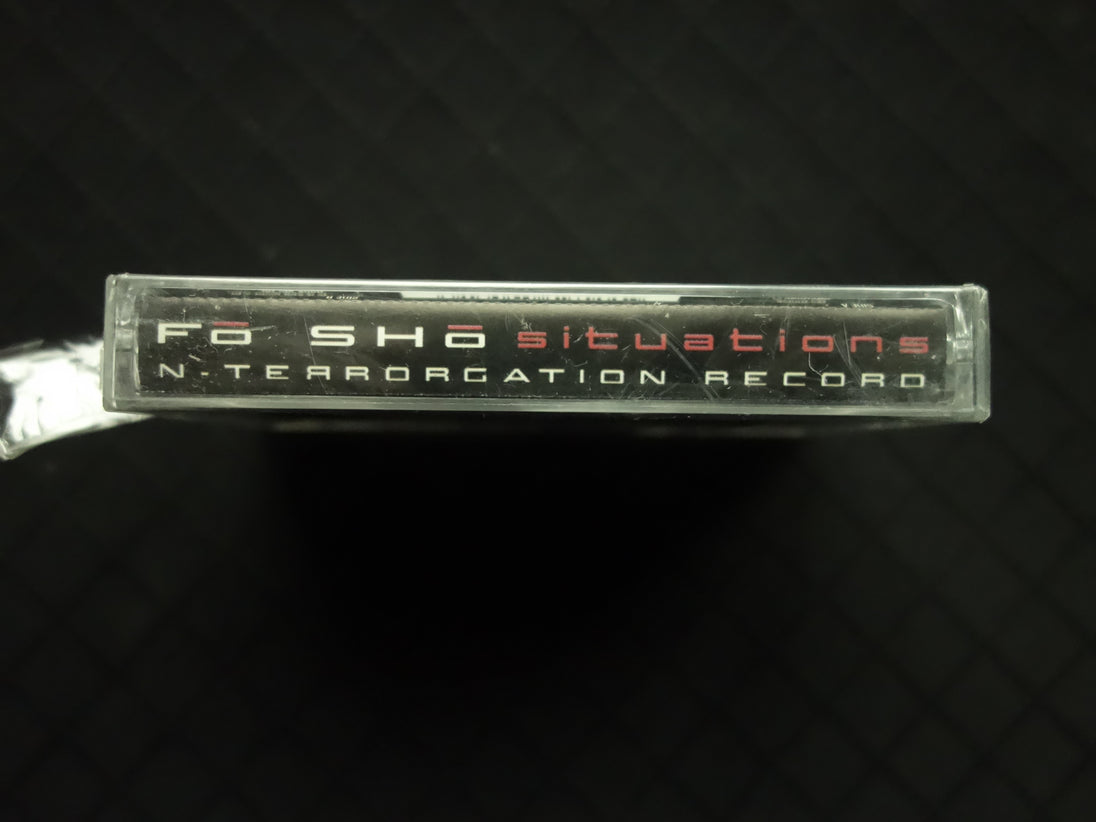 Fō SHō situations
N-TERRORGATION RECORD